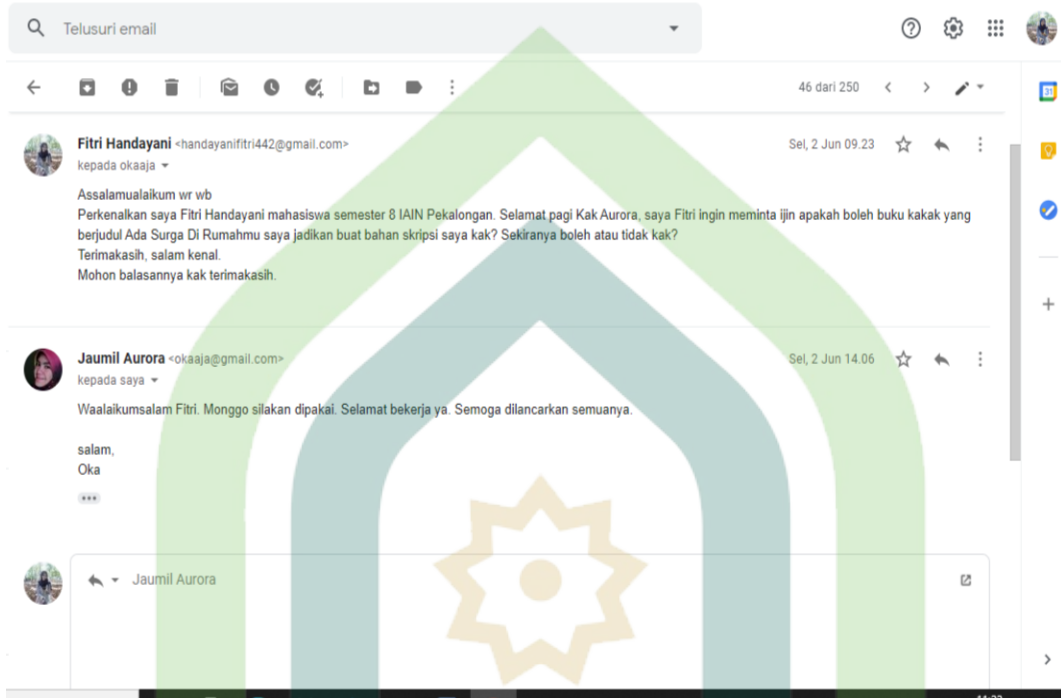 Telusuri email
46 dari 250
31
Fitri Handayani <handayanifitri442@gmail.com>
Sel, 2 Jun 09.23
kepada okaaja
Assalamualaikum wr wb
Perkenalkan saya Fitri Handayani mahasiswa semester 8 IAIN Pekalongan. Selamat pagi Kak Aurora, saya Fitri ingin meminta ijin apakah boleh buku kakak yang
berjudul Ada Surga Di Rumahmu saya jadikan buat bahan skripsi saya kak? Sekiranya boleh atau tidak kak?
Terimakasih, salam kenal.
Mohon balasannya kak terimakasih.
Jaumil Aurora <okaaja@gmail.com>
Sel, 2 Jun 14.06
kepada saya
Waalaikumsalam Fitri. Monggo silakan dipakai. Selamat bekerja ya. Semoga dilancarkan semuanya.
salam,
Oka
Jaumil Aurora